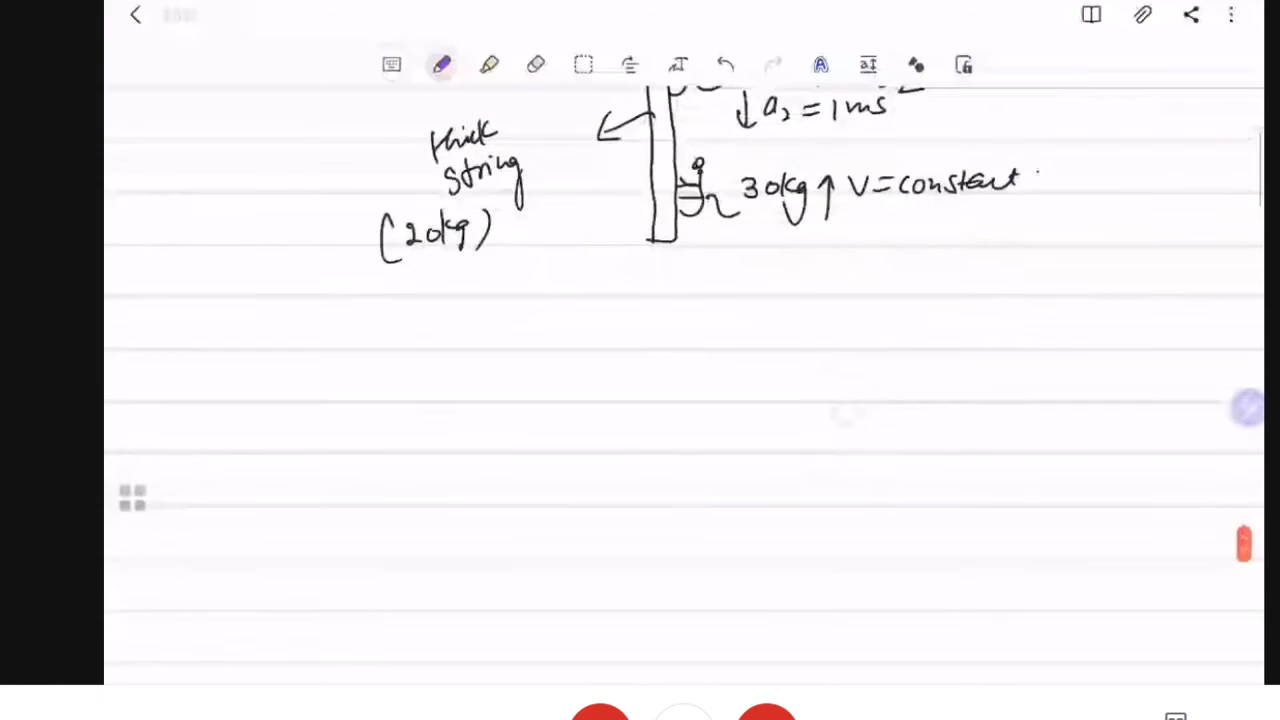 ↓ a₂ = 1 ms
thick
string
(20kg)
30kg ↑ V = constant